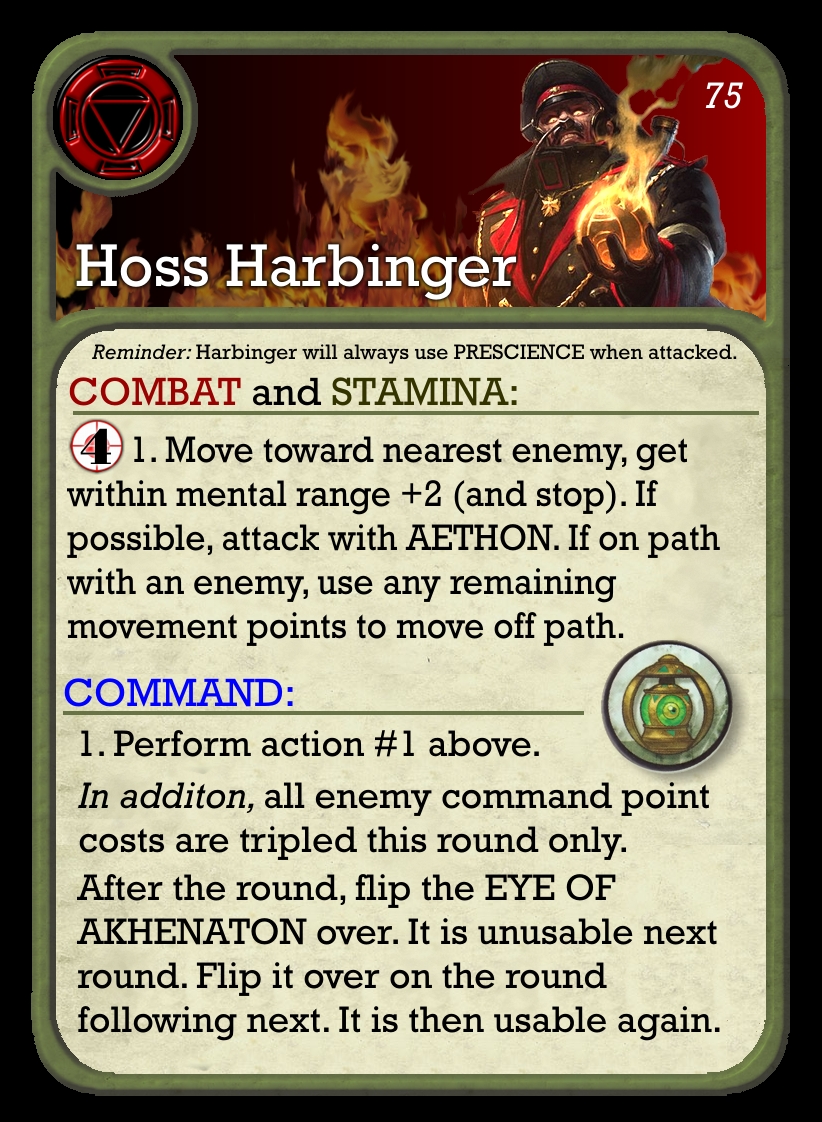 75
Hoss Harbinger
Reminder: Harbinger will always use PRESCIENCE when attacked.
COMBAT and STAMINA:
4 1. Move toward nearest enemy, get
within mental range +2 (and stop). If
possible, attack with AETHON. If on path
with an enemy, use any remaining
movement points to move off path.
COMMAND:
1. Perform action #1 above.
In additon, all enemy command point
costs are tripled this round only.
After the round, flip the EYE OF
AKHENATON over. It is unusable next
round. Flip it over on the round
following next. It is then usable again.